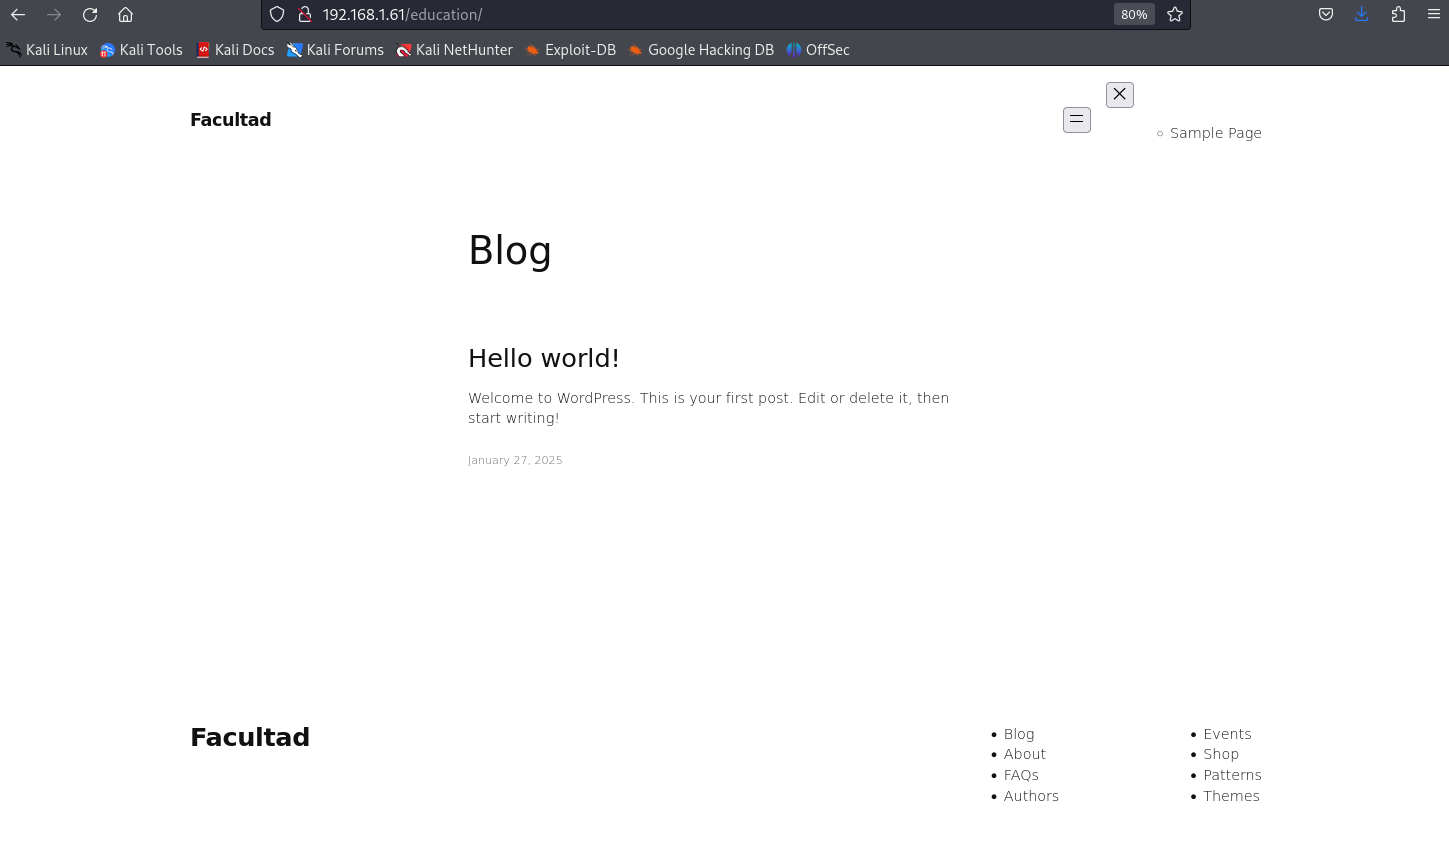 192.168.1.61/education/
80%
Kali Linux
Kali Tools
Kali Docs
Kali Forums
Kali NetHunter
Exploit-DB
Google Hacking DB
OffSec
Facultad
Sample Page
Blog
Hello world!
Welcome to WordPress. This is your first post. Edit or delete it, then
start writing!
January 27, 2025
Facultad
Blog
About
FAQs
Authors
Events
Shop
Patterns
Themes